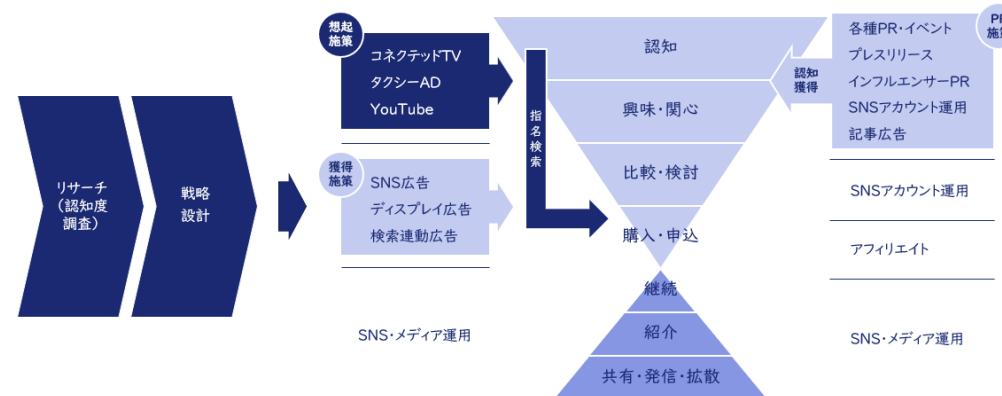 リサーチ
(認知度
調査)
戦略
設計
想起
施策
コネクテッドTV
タクシーAD
YouTube
獲得
施策
SNS広告
ディスプレイ広告
検索連動広告
SNS・メディア運用
指名検索
認知
興味・関心
比較・検討
購入・申込
継続
紹介
共有・発信・拡散
認知
獲得
PR
施策
各種PR・イベント
プレスリリース
インフルエンサーPR
SNSアカウント運用
記事広告
SNSアカウント運用
アフィリエイト
SNS・メディア運用